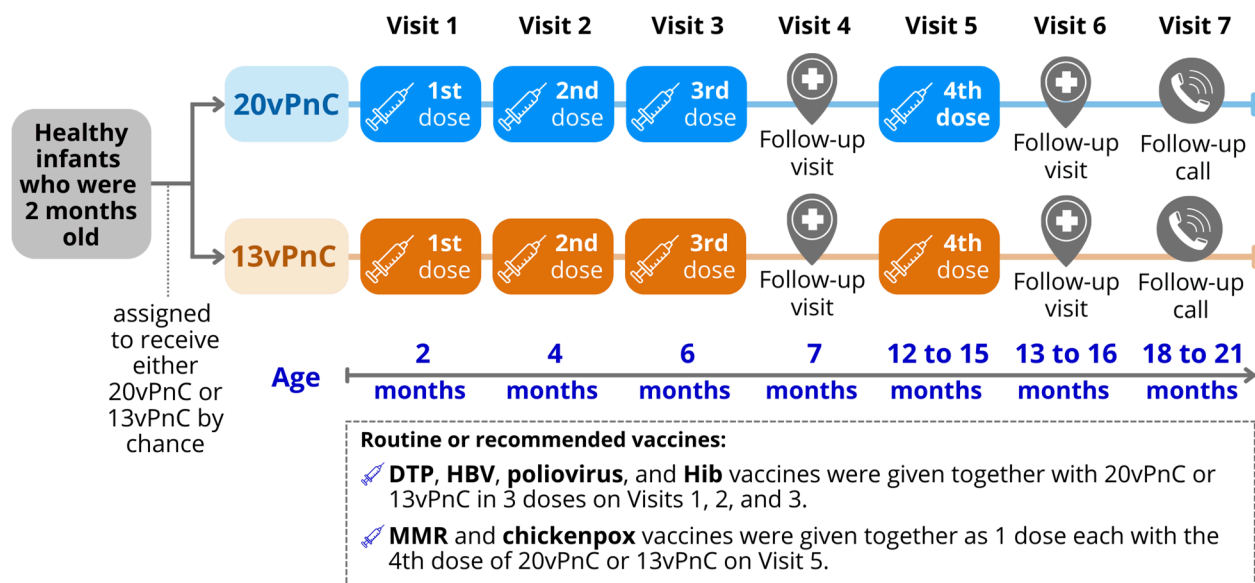 Visit 1 Visit 2 Visit 3 Visit 4 Visit 5 Visit 6 Visit 7
Healthy
infants
who were
2 months
old
assigned
to receive
either
20vPnC or
13vPnC by
chance
20vPnC
1st
dose
2nd
dose
3rd
dose
Follow-up
visit
4th
dose
Follow-up
visit
Follow-up
call
13vPnC
1st
dose
2nd
dose
3rd
dose
Follow-up
visit
4th
dose
Follow-up
visit
Follow-up
call
Age
2
months
4
months
6
months
7
months
12 to 15
months
13 to 16
months
18 to 21
months
Routine or recommended vaccines:
DTP, HBV, poliovirus, and Hib vaccines were given together with 20vPnC or
13vPnC in 3 doses on Visits 1, 2, and 3.
MMR and chickenpox vaccines were given together as 1 dose each with the
4th dose of 20vPnC or 13vPnC on Visit 5.